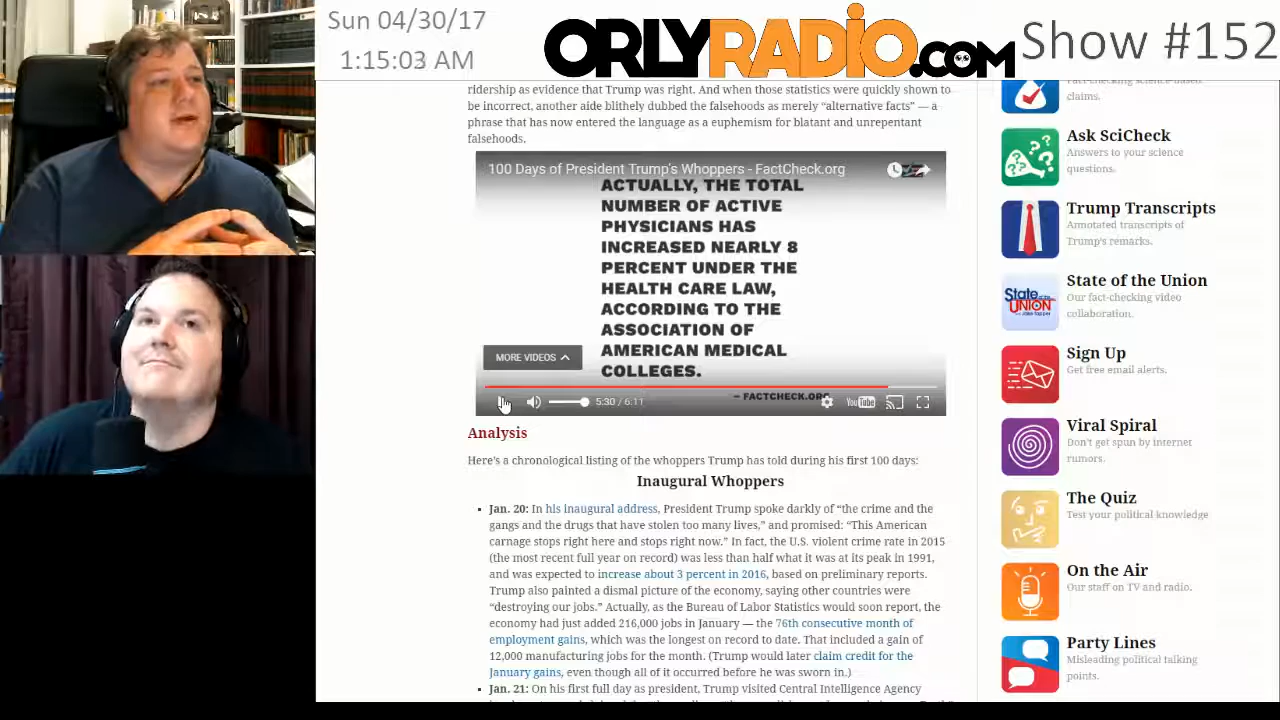 Sun 04/30/17
1:15:03 AM
ORLYRADIO.COM
Show #152
ridership as evidence that Trump was right. And when those statistics were quickly shown to
be incorrect, another aide blithely dubbed the falsehoods as merely “alternative facts” — a
phrase that has now entered the language as a euphemism for blatant and unrepentant
falsehoods.
100 Days of President Trump's Whoppers - FactCheck.org
ACTUALLY, THE TOTAL
NUMBER OF ACTIVE
PHYSICIANS HAS
INCREASED NEARLY 8
PERCENT UNDER THE
HEALTH CARE LAW,
ACCORDING TO THE
ASSOCIATION OF
AMERICAN MEDICAL
COLLEGES.
— FACTCHECK.ORG
MORE VIDEOS
5:30 / 6:11
YouTube
Analysis
Here's a chronological listing of the whoppers Trump has told during his first 100 days:
Inaugural Whoppers
Jan. 20: In his inaugural address, President Trump spoke darkly of “the crime and the
gangs and the drugs that have stolen too many lives,” and promised: “This American
carnage stops right here and stops right now.” In fact, the U.S. violent crime rate in 2015
(the most recent full year on record) was less than half what it was at its peak in 1991,
and was expected to increase about 3 percent in 2016, based on preliminary reports.
Trump also painted a dismal picture of the economy, saying other countries were
“destroying our jobs.” Actually, as the Bureau of Labor Statistics would soon report, the
economy had just added 216,000 jobs in January — the 76th consecutive month of
employment gains, which was the longest on record to date. That included a gain of
12,000 manufacturing jobs for the month. (Trump would later claim credit for the
January gains, even though all of it occurred before he was sworn in.)
Jan. 21: On his first full day as president, Trump visited Central Intelligence Agency
Fact-checking science-based
claims.
Ask SciCheck
Answers to your science
questions.
Trump Transcripts
Annotated transcripts of
Trump's remarks.
State of the Union
Our fact-checking video
collaboration.
Sign Up
Get free email alerts.
Viral Spiral
Don't get spun by internet
rumors.
The Quiz
Test your political knowledge
On the Air
Our staff on TV and radio.
Party Lines
Misleading political talking
points.